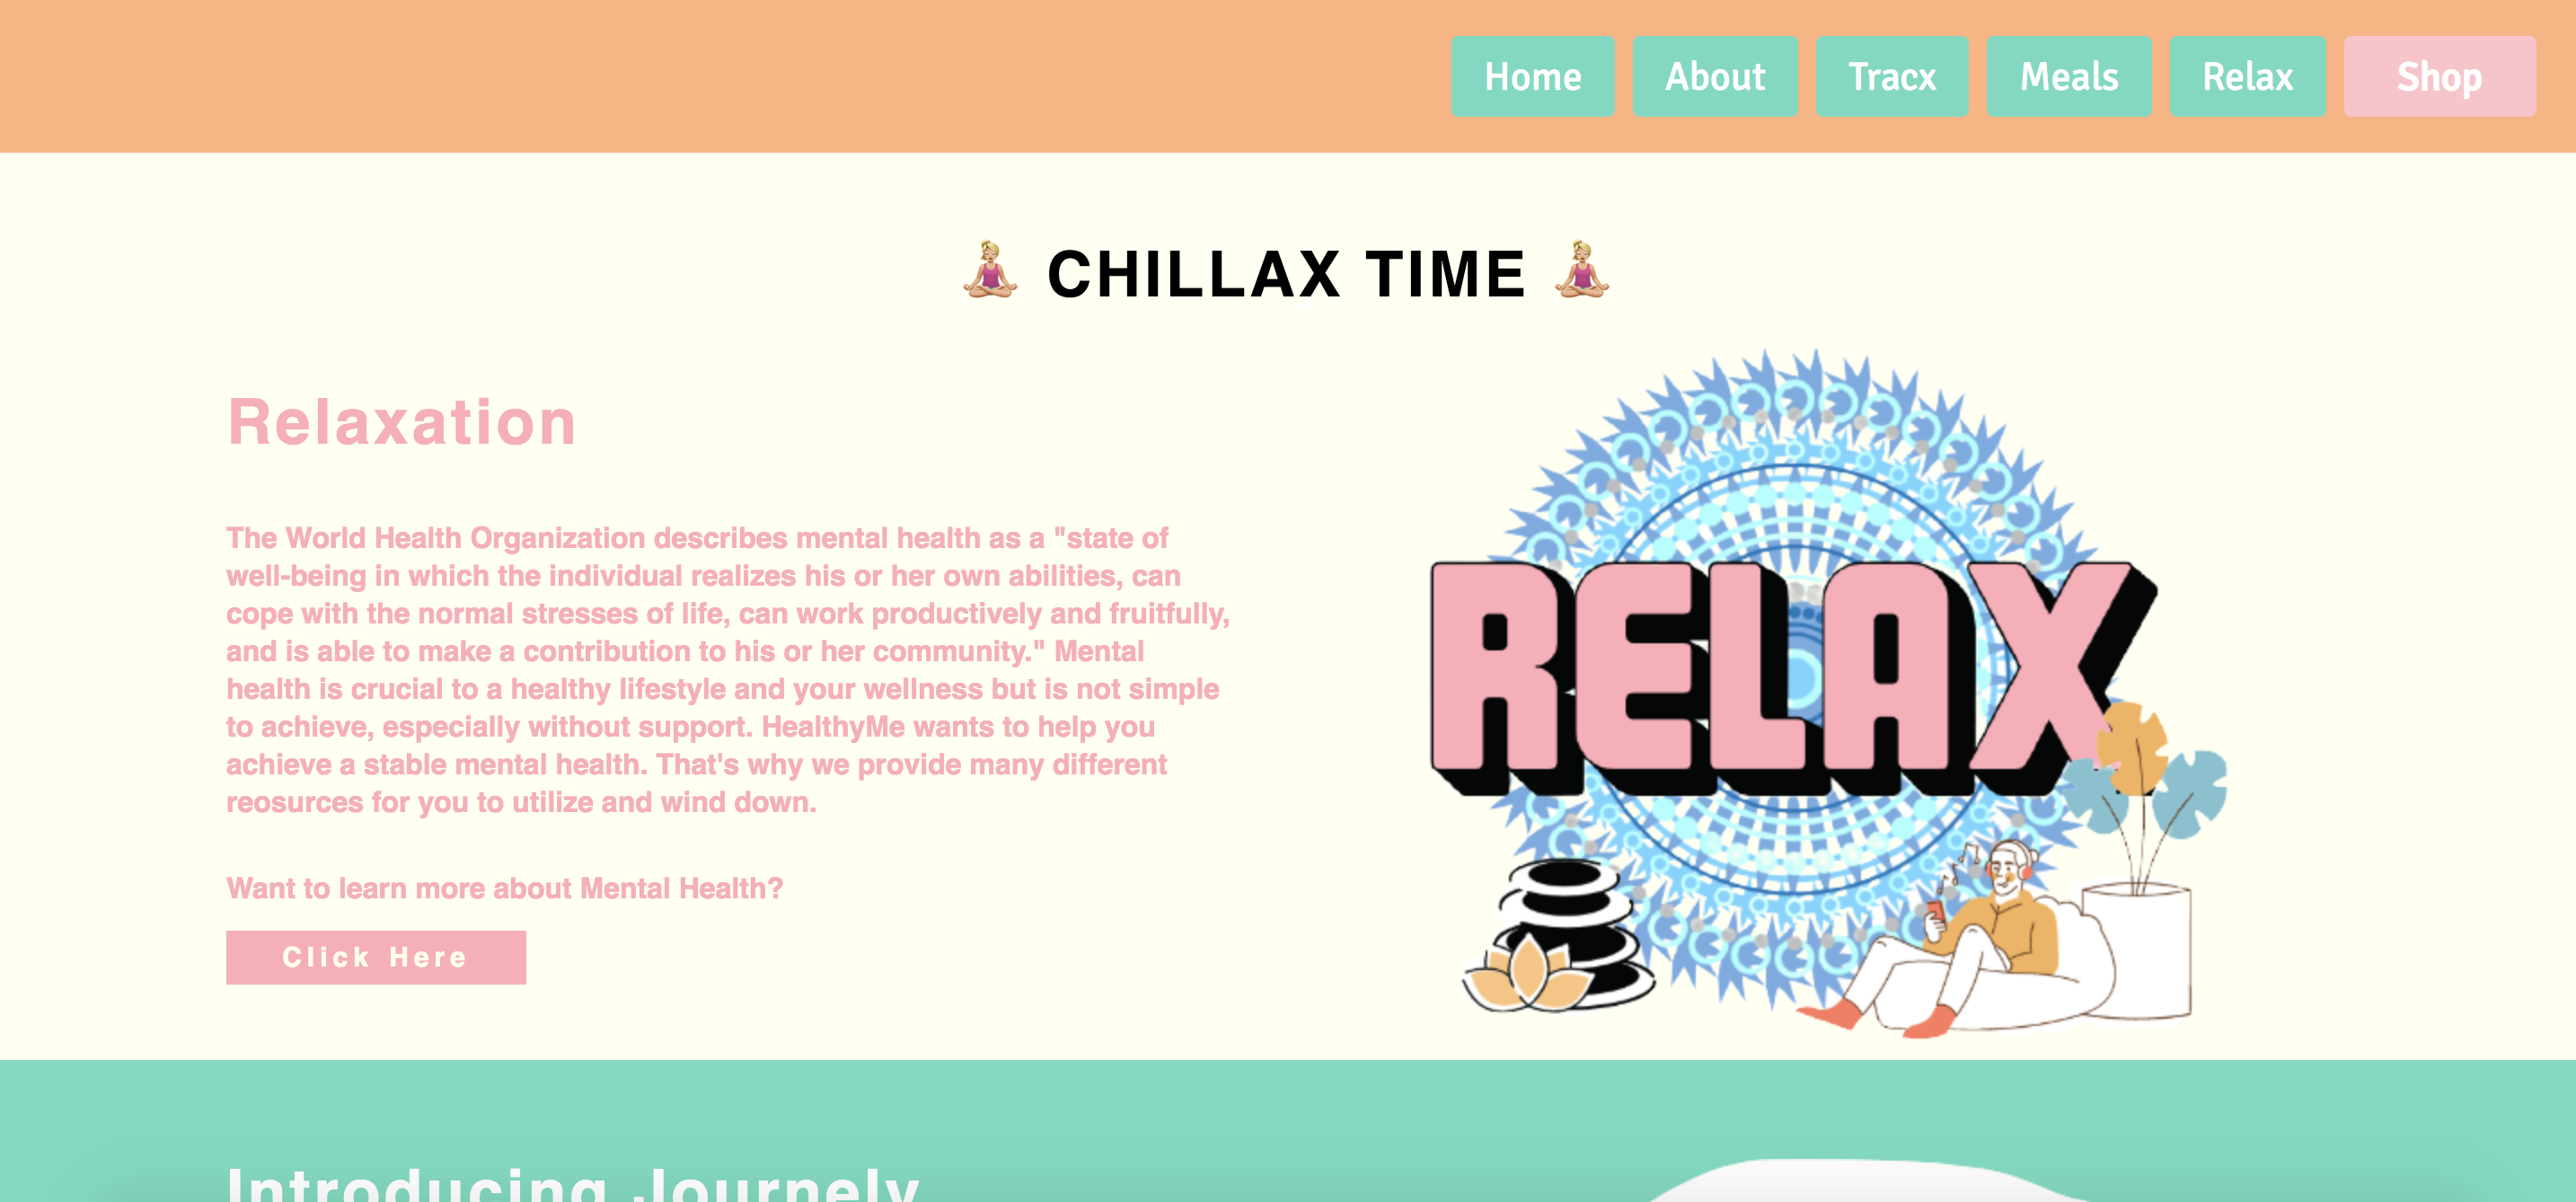 Home About Tracx Meals Relax Shop
🧘🏼‍♀️ CHILLAX TIME 🧘🏼‍♀️
Relaxation
The World Health Organization describes mental health as a "state of
well-being in which the individual realizes his or her own abilities, can
cope with the normal stresses of life, can work productively and fruitfully,
and is able to make a contribution to his or her community." Mental
health is crucial to a healthy lifestyle and your wellness but is not simple
to achieve, especially without support. HealthyMe wants to help you
achieve a stable mental health. That's why we provide many different
reosurces for you to utilize and wind down.
Want to learn more about Mental Health?
Click Here
RELAX
Introducing Journely